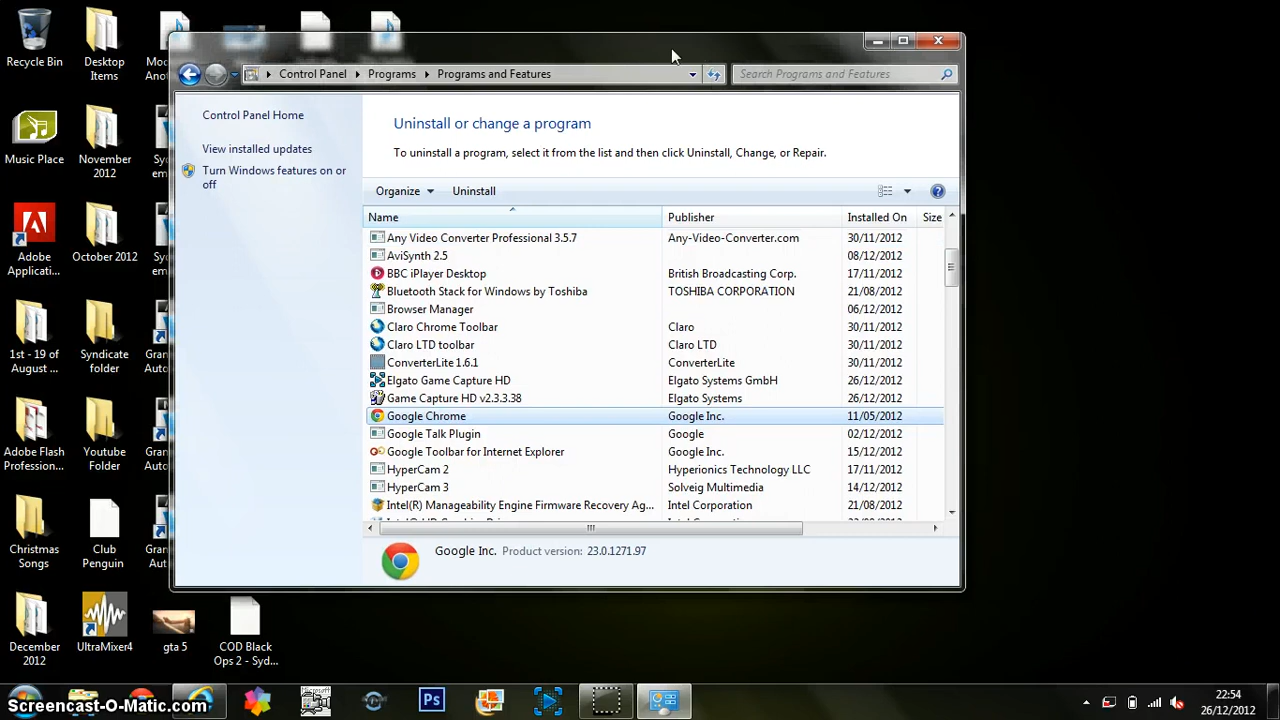 Recycle Bin
Desktop Items
Mo
And
Control Panel
Programs
Programs and Features
Search Programs and Features
Control Panel Home
View installed updates
Turn Windows features on or off
Uninstall or change a program
To uninstall a program, select it from the list and then click Uninstall, Change, or Repair.
Organize
Uninstall
Name Publisher Installed On Size
Any Video Converter Professional 3.5.7 Any-Video-Converter.com 30/11/2012
AviSynth 2.5 08/12/2012
BBC iPlayer Desktop British Broadcasting Corp. 17/11/2012
Bluetooth Stack for Windows by Toshiba TOSHIBA CORPORATION 21/08/2012
Browser Manager 06/12/2012
Claro Chrome Toolbar Claro 30/11/2012
Claro LTD toolbar Claro LTD 30/11/2012
ConverterLite 1.6.1 ConverterLite 30/11/2012
Elgato Game Capture HD Elgato Systems GmbH 26/12/2012
Game Capture HD v2.3.3.38 Elgato Systems 26/12/2012
Google Chrome Google Inc. 11/05/2012
Google Talk Plugin Google 02/12/2012
Google Toolbar for Internet Explorer Google Inc. 15/12/2012
HyperCam 2 Hyperionics Technology LLC 17/11/2012
HyperCam 3 Solveig Multimedia 14/12/2012
Intel(R) Manageability Engine Firmware Recovery Ag... Intel Corporation 21/08/2012
Google Inc. Product version: 23.0.1271.97
Music Place
November 2012
Adobe Applicati...
October 2012
1st - 19 of August ...
Syndicate folder
Adobe Flash Profession...
Youtube Folder
Christmas Songs
Club Penguin
December 2012
UltraMixer4
gta 5
COD Black Ops 2 - Syd...
Screencast-O-Matic.com
Ps
22:54
26/12/2012